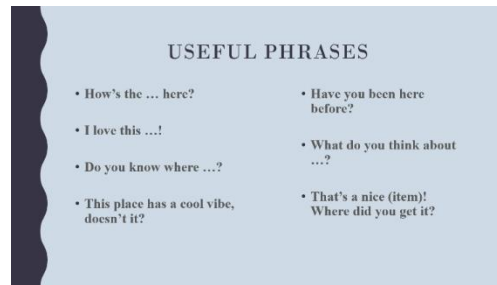 USEFUL PHRASES
• How's the … here?
• I love this …!
• Do you know where …?
• This place has a cool vibe,
doesn't it?
• Have you been here
before?
• What do you think about
…?
• That's a nice (item)!
Where did you get it?